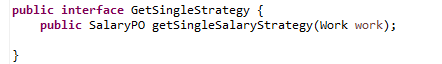 public interface GetSingleStrategy {
    public SalaryPO getSingleSalaryStrategy(Work work);
}